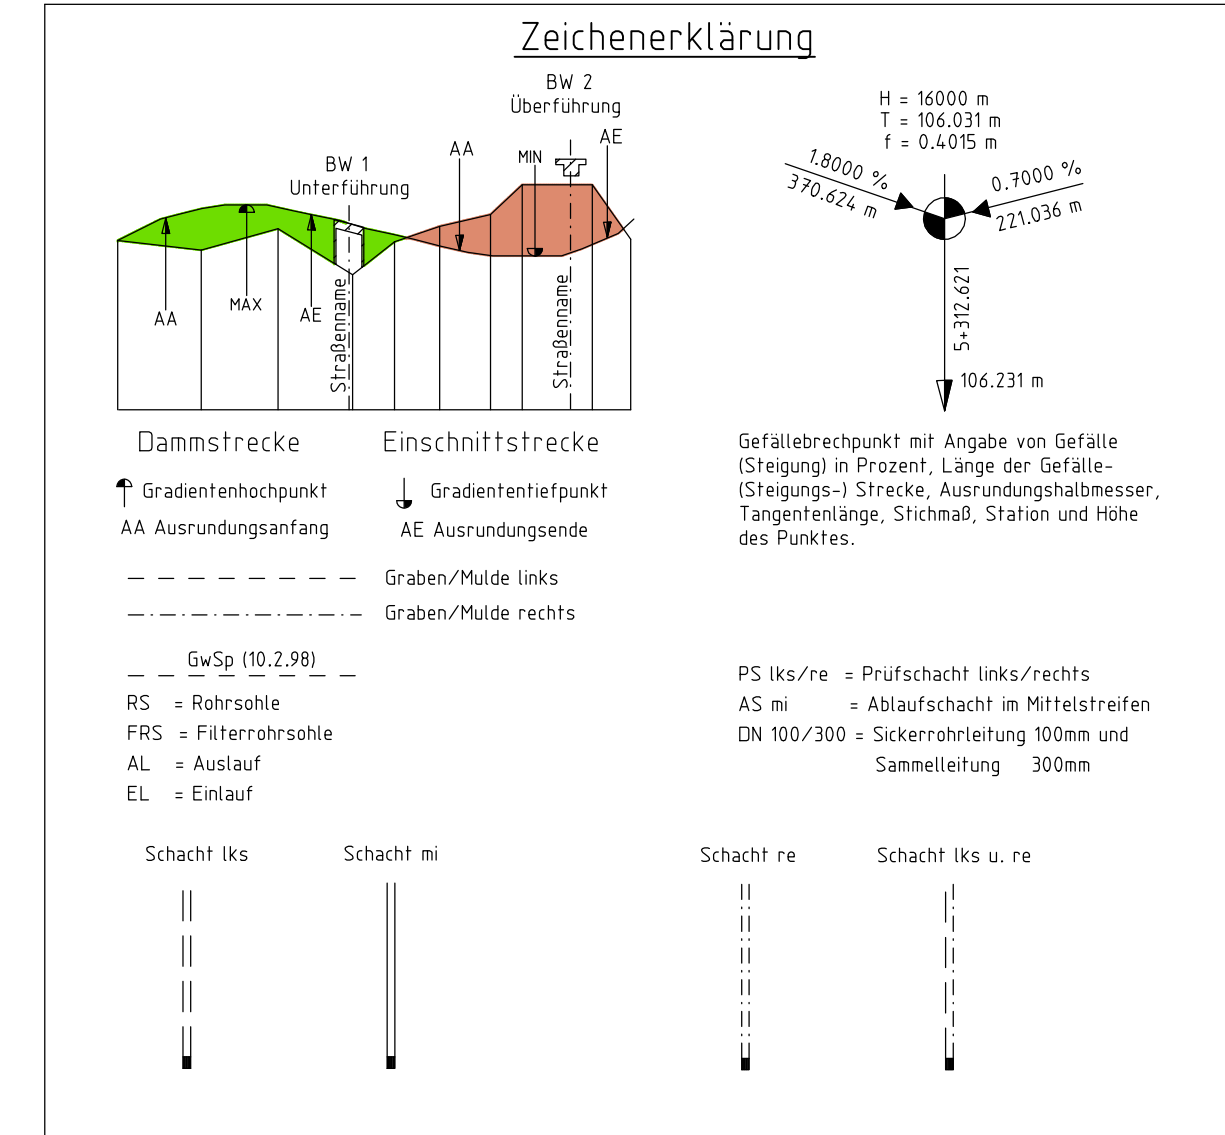 Zeichenerklärung
BW 1
Unterführung
BW 2
Überführung
AA
MIN
AE
AA
MAX
AE
Straßenname
Straßenname
Dammstrecke
Einschnittstrecke
Gradientenhochpunkt
Gradiententiefpunkt
AA Ausrundungsanfang
AE Ausrundungsende
H = 16000 m
T = 106.031 m
f = 0.4015 m
1.8000 %
370.624 m
0.7000 %
221.036 m
5+312.621
106.231 m
Gefällebrechpunkt mit Angabe von Gefälle
(Steigung) in Prozent, Länge der Gefälle-
(Steigungs-) Strecke, Ausrundungshalbmesser,
Tangentenlänge, Stichmaß, Station und Höhe
des Punktes.
Graben/Mulde links
Graben/Mulde rechts
GwSp (10.2.98)
RS = Rohrsohle
FRS = Filterrohrsohle
AL = Auslauf
EL = Einlauf
PS lks/re = Prüfschacht links/rechts
AS mi = Ablaufschacht im Mittelstreifen
DN 100/300 = Sickerrohrleitung 100mm und
Sammelleitung 300mm
Schacht lks
Schacht mi
Schacht re
Schacht lks u. re